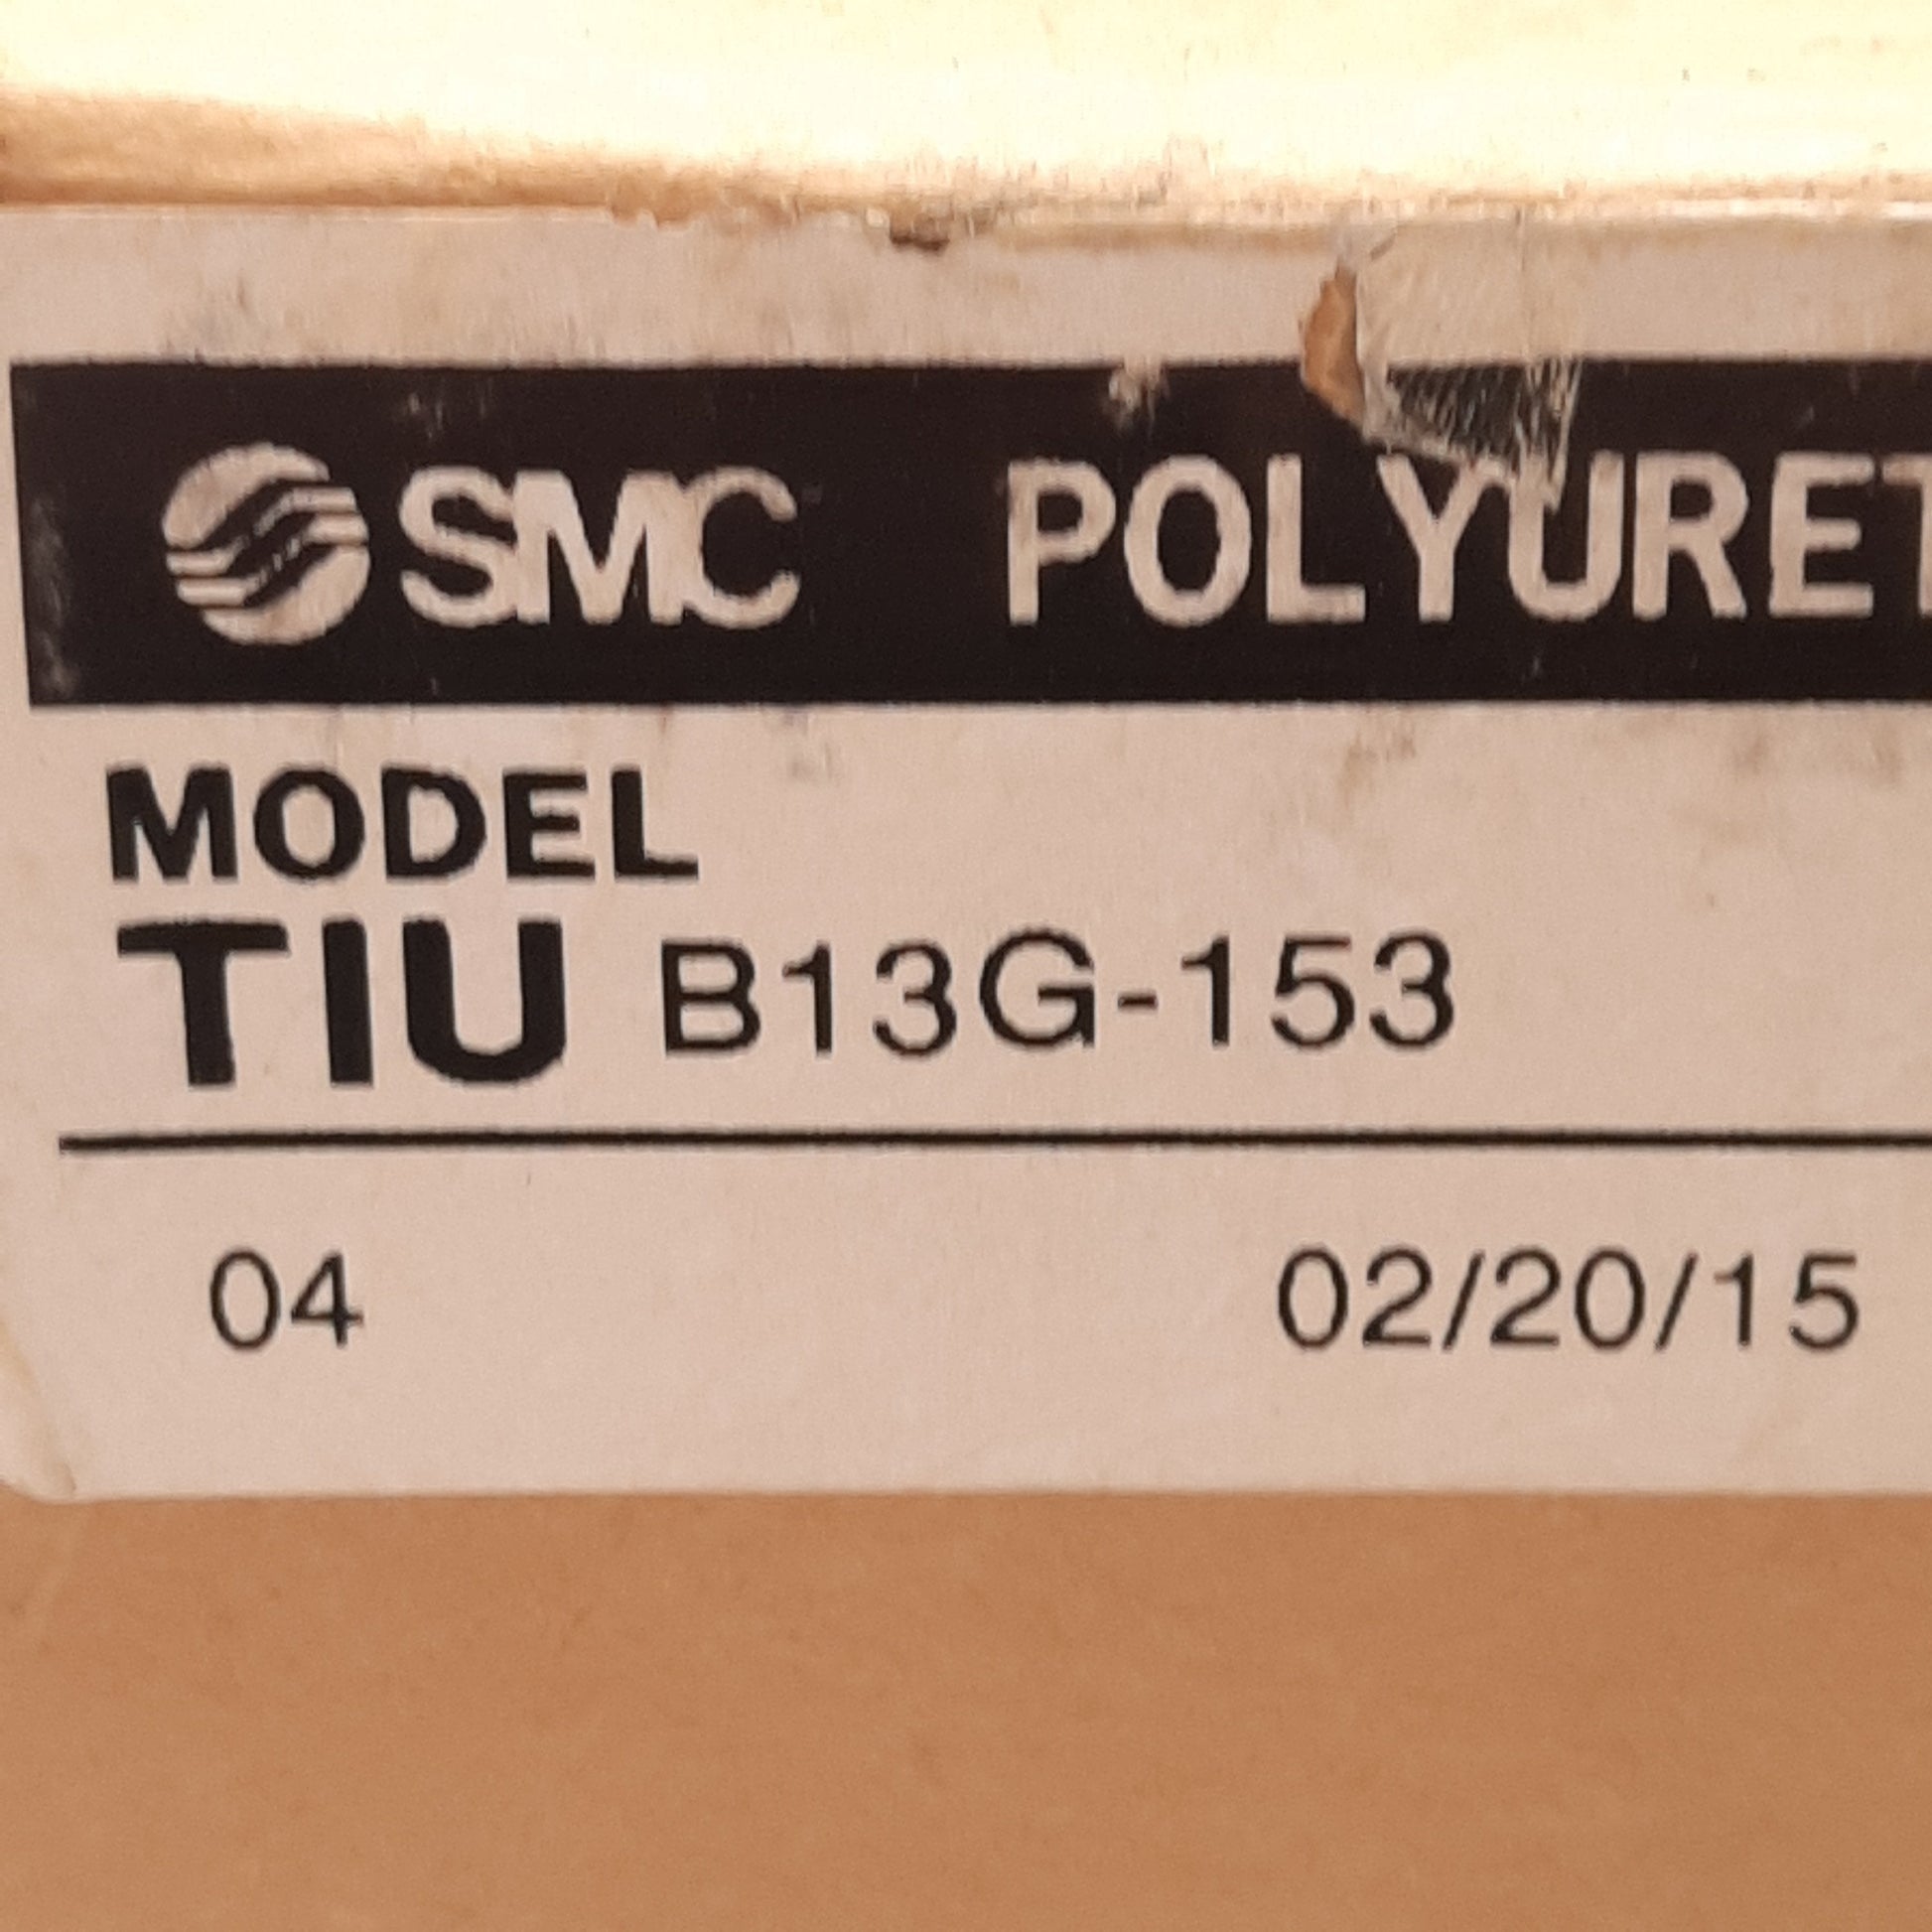 SMC POLYURET
MODEL
TIU B13G-153
04 02/20/15